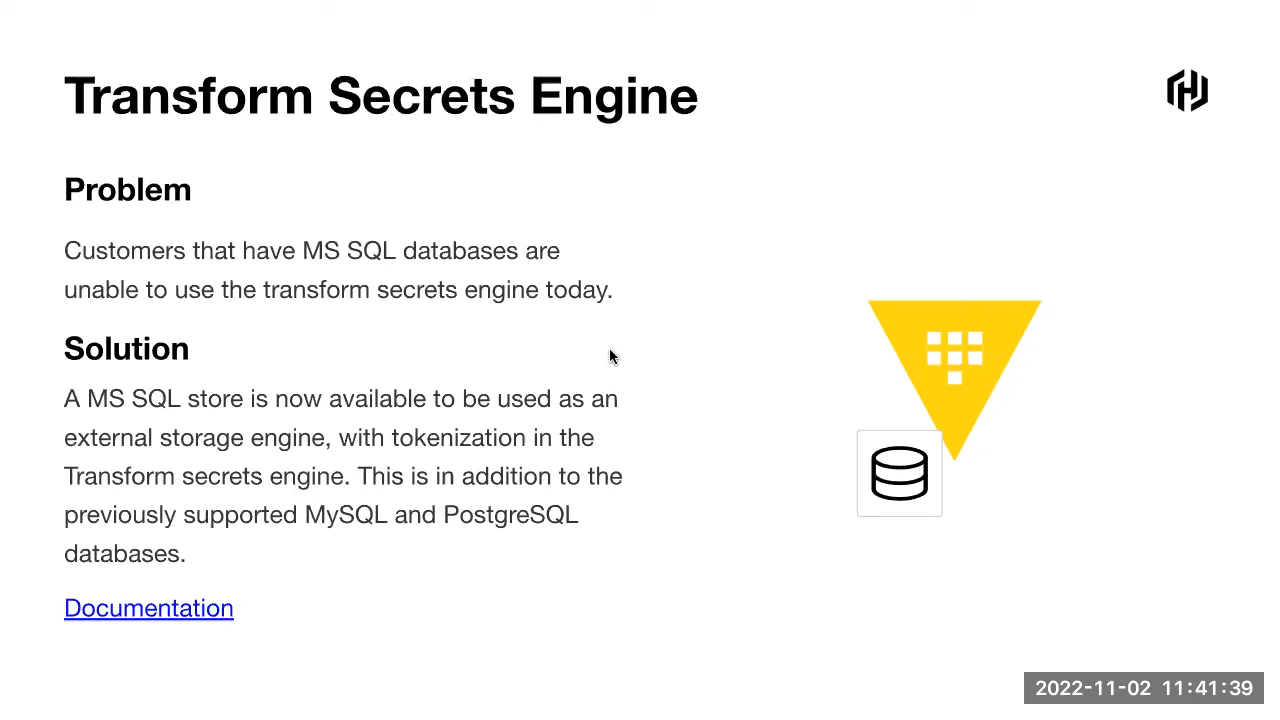 Transform Secrets Engine
Problem
Customers that have MS SQL databases are
unable to use the transform secrets engine today.
Solution
A MS SQL store is now available to be used as an
external storage engine, with tokenization in the
Transform secrets engine. This is in addition to the
previously supported MySQL and PostgreSQL
databases.
Documentation
2022-11-02 11:41:39